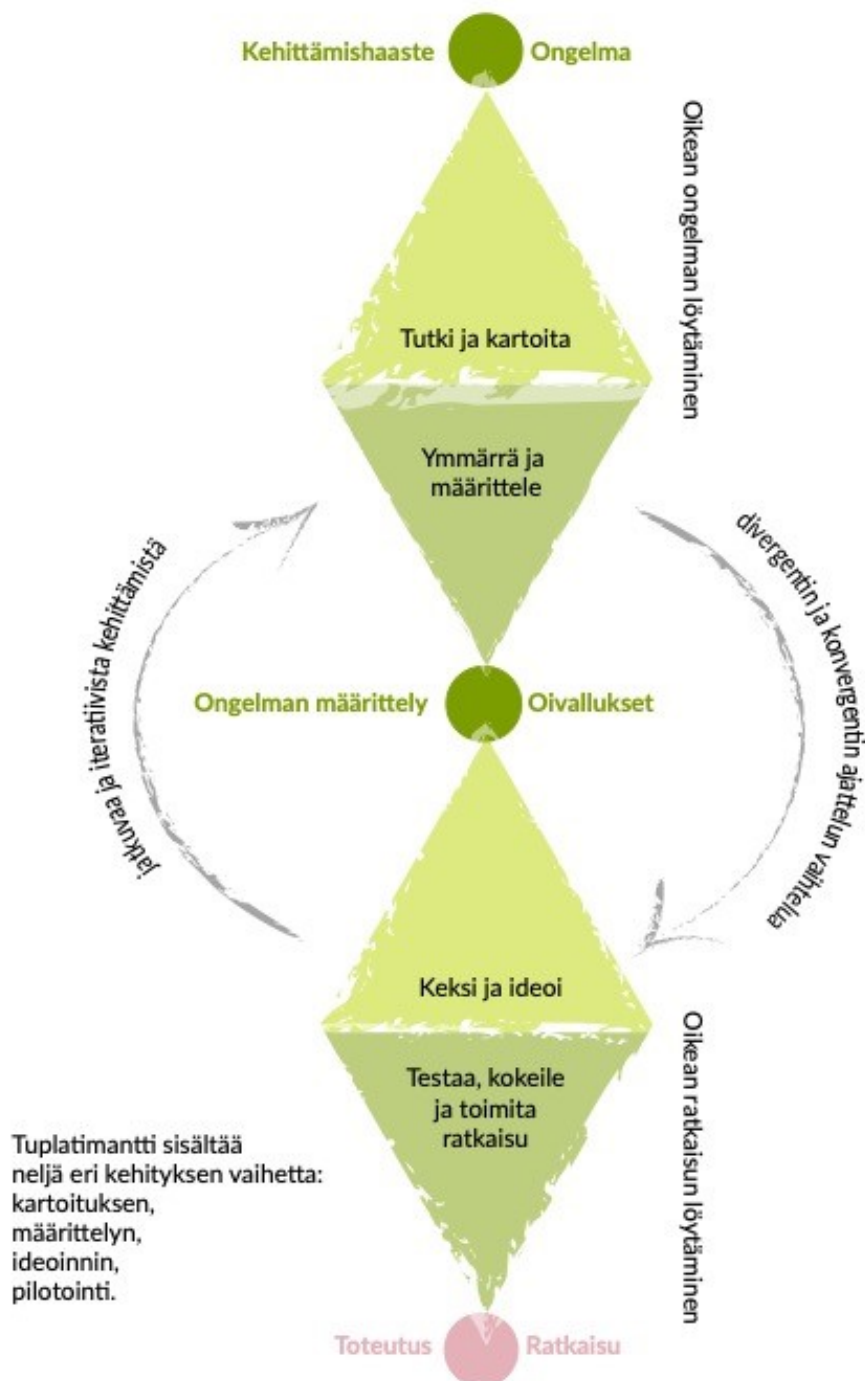 Kehittämishaaste Ongelma
Oikean ongelman löytäminen
Tutki ja kartoita
Ymmärrä ja
määrittele
jatkuvaa ja iteratiivista kehittämistä
divergentin ja konvergentin ajattelun vaihtelua
Ongelman määrittely Oivallukset
Keksi ja ideoi
Oikean ratkaisun löytäminen
Testaa, kokeile
ja toimita
ratkaisu
Tuplatimantti sisältää
neljä eri kehityksen vaihetta:
kartoituksen,
määrittelyn,
ideoinnin,
pilotointi.
Toteutus Ratkaisu